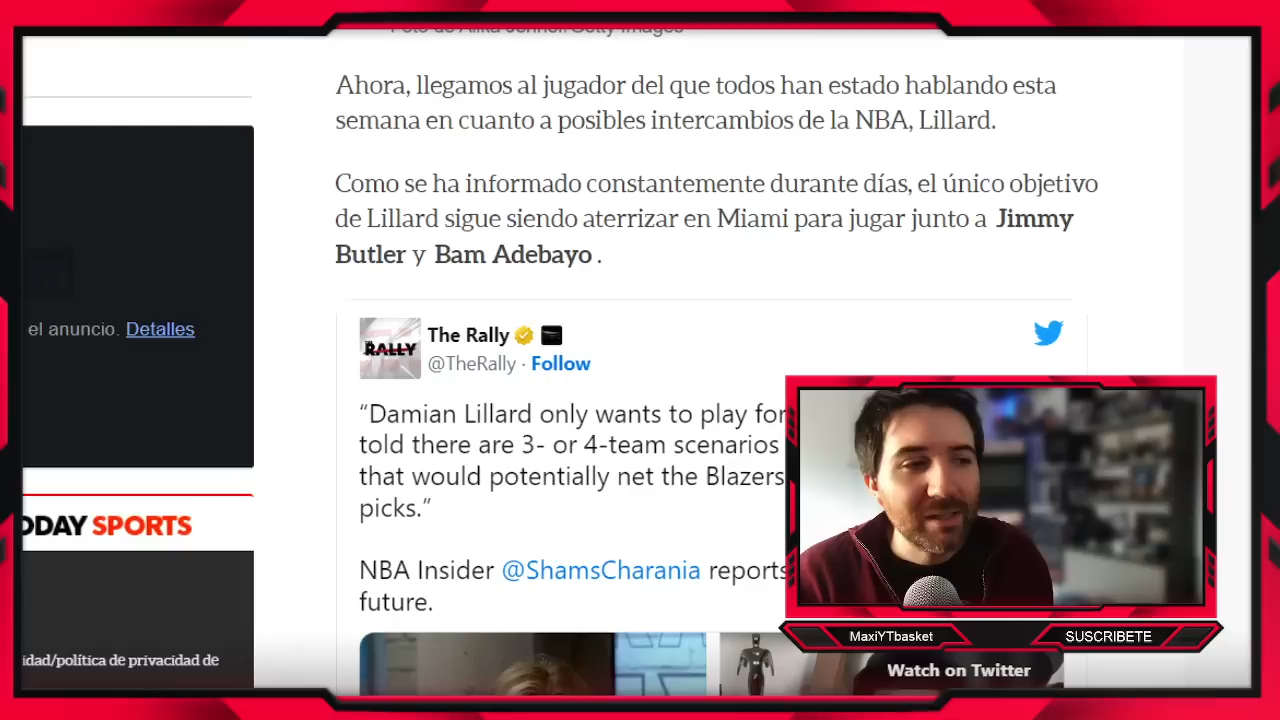 Ahora, llegamos al jugador del que todos han estado hablando esta
semana en cuanto a posibles intercambios de la NBA, Lillard.
Como se ha informado constantemente durante días, el único objetivo
de Lillard sigue siendo aterrizar en Miami para jugar junto a Jimmy
Butler y Bam Adebayo .
el anuncio. Detalles
The Rally
@TheRally · Follow
RALLY
“Damian Lillard only wants to play for
told there are 3- or 4-team scenarios
that would potentially net the Blazers
picks.”
ODAY SPORTS
NBA Insider @ShamsCharania reports
future.
MaxiYTbasket
SUSCRIBETE
idad/política de privacidad de
Watch on Twitter